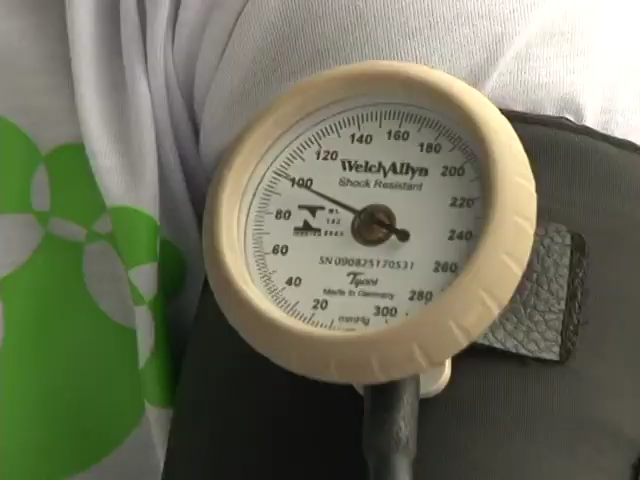 140 160
120 180
WelchAllyn 200
100 Shock Resistant
80 220
60 240
SN 090825170531 260
40 Tycos
Made in Germany 280
20 mmHg 300